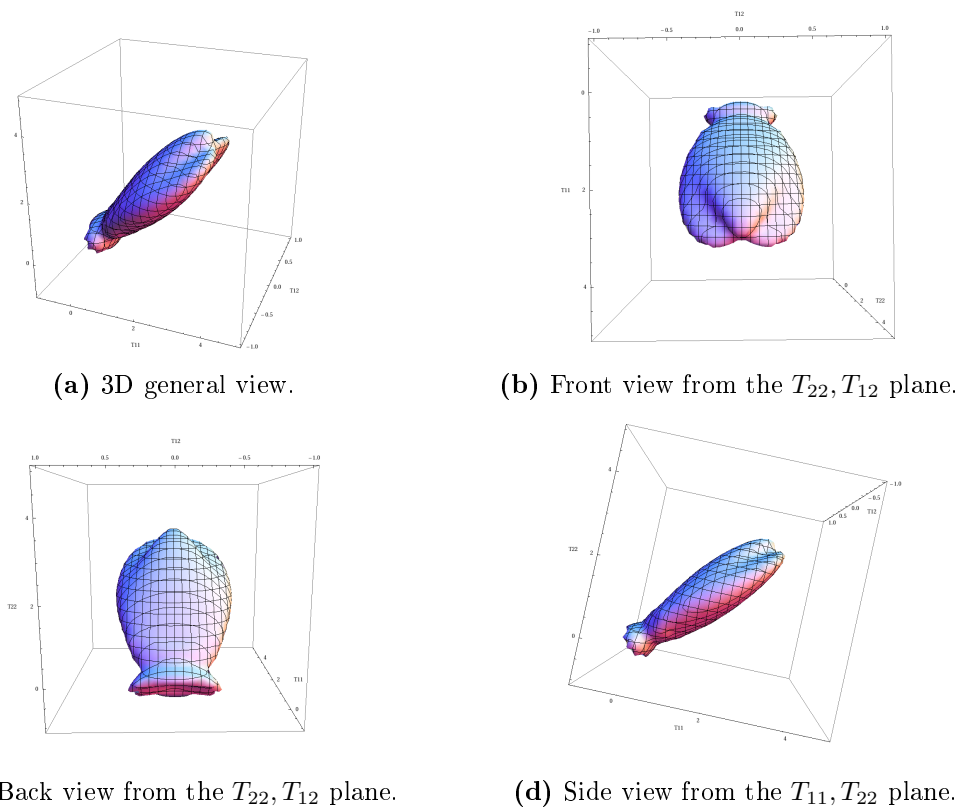 T12
-1.0 -0.5 0.0 0.5 1.0
4
2
0
0
2
4
T11
1.0
0.5
0.0
-0.5
-1.0
T12
0
2
4
T11
0
2
4
T22
(a) 3D general view.
(b) Front view from the T22, T12 plane.
T12
1.0 0.5 0.0 -0.5 -1.0
4
2
0
T22
4
2
0
T11
4
2
0
T22
0
2
4
T11
-1.0
-0.5
0.0
0.5
1.0
T12
Back view from the T22, T12 plane.
(d) Side view from the T11, T22 plane.